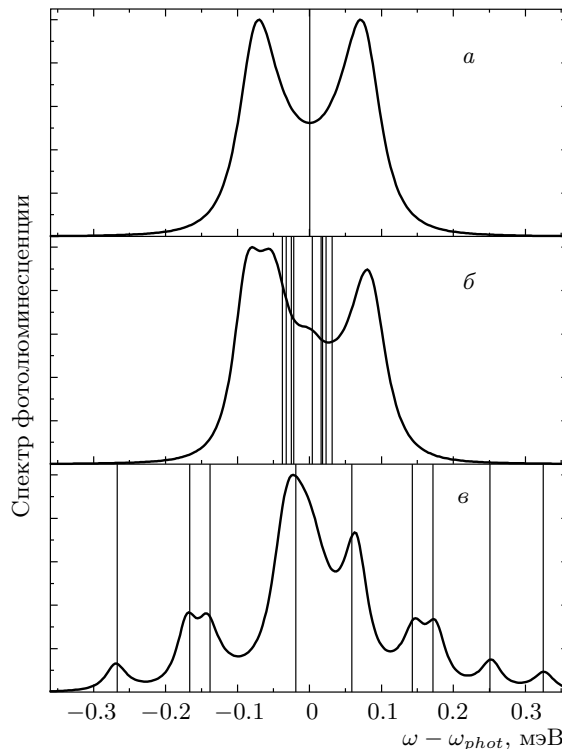 а
б
в
Спектр фотолюминесценции
−0.3 −0.2 −0.1 0 0.1 0.2 0.3
ω − ω_phot, мэВ